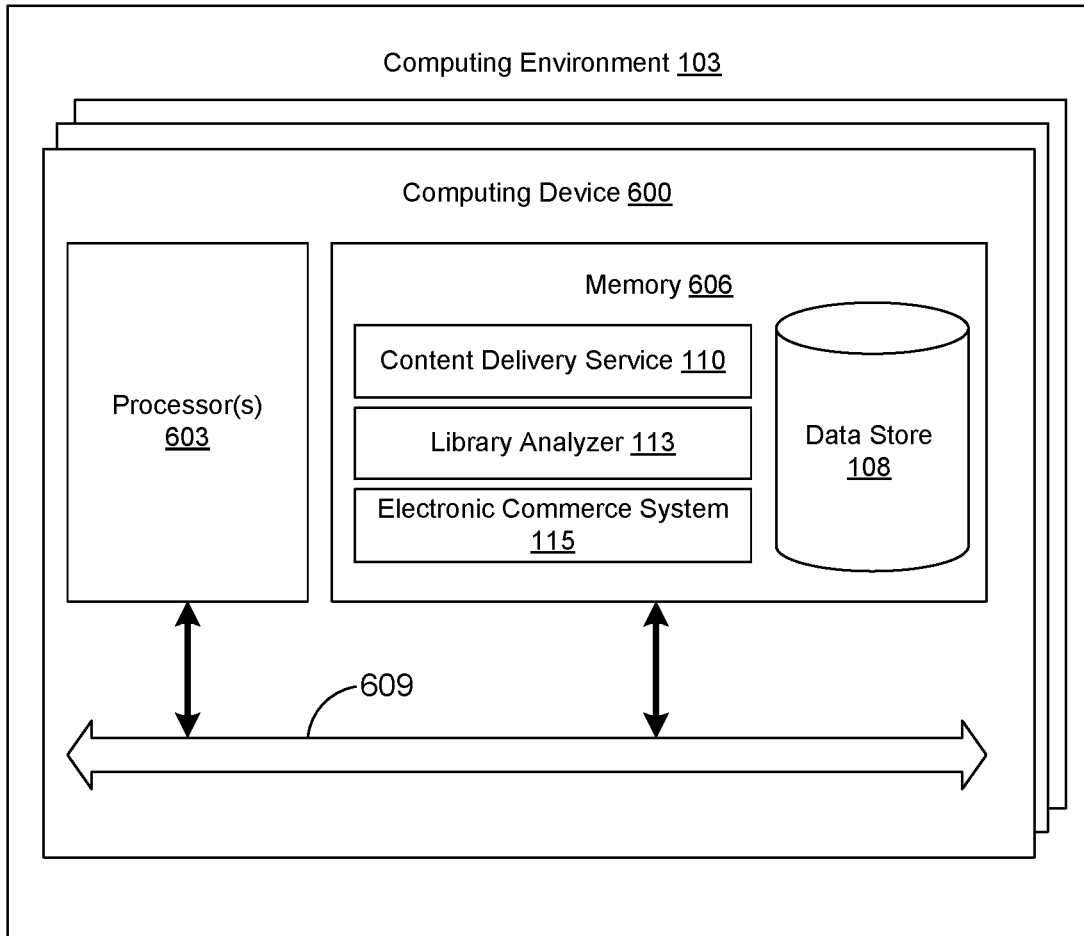 Computing Environment 103
Computing Device 600
Processor(s)
603
Memory 606
Content Delivery Service 110
Library Analyzer 113
Electronic Commerce System
115
Data Store
108
609